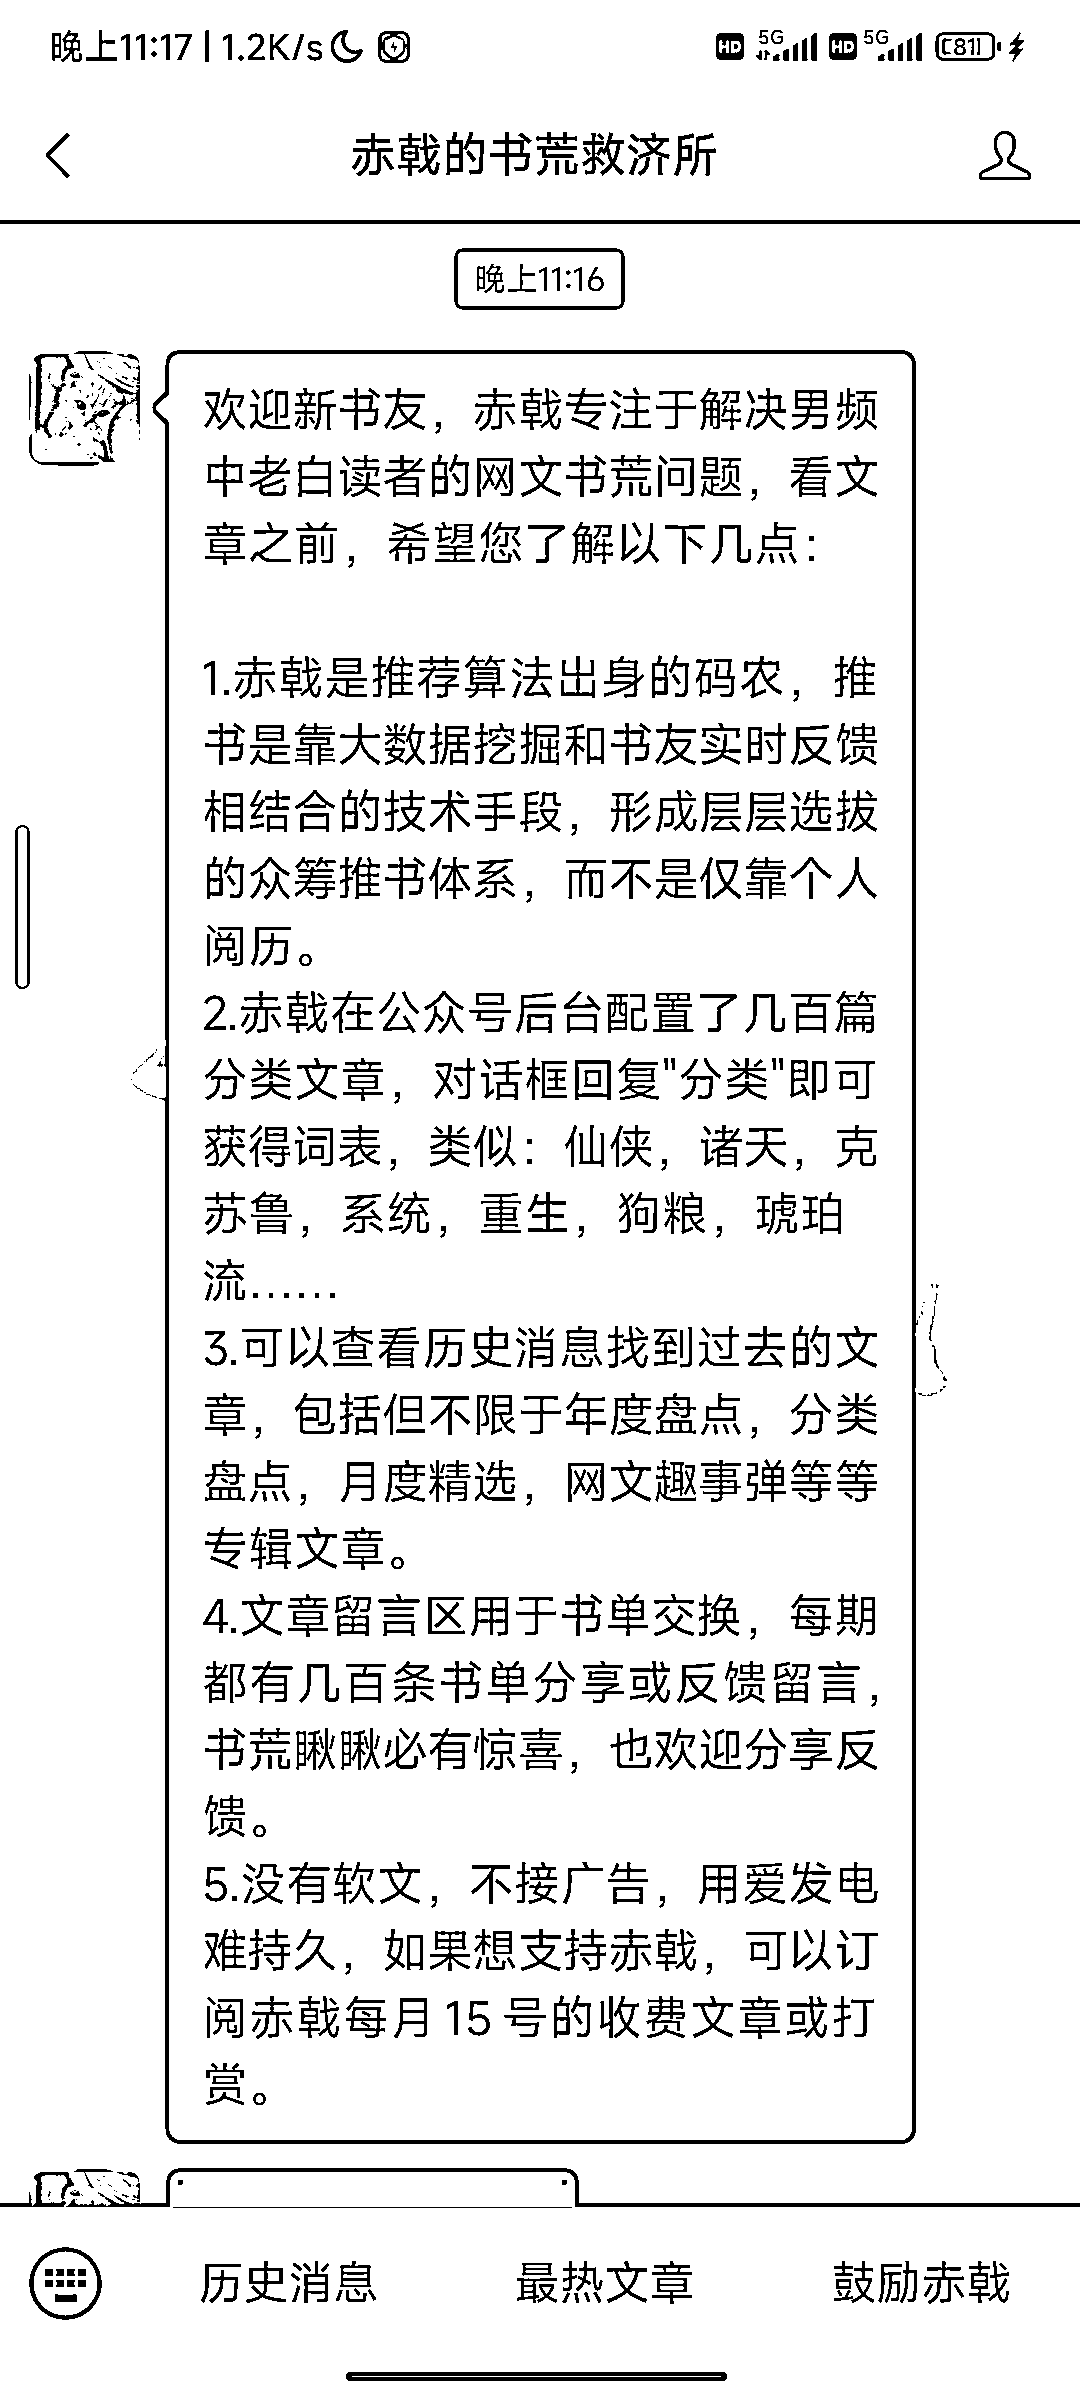 晚上11:17 | 1.2K/s
HD 5G HD 5G 81
赤戟的书荒救济所
晚上11:16
欢迎新书友，赤戟专注于解决男频
中老白读者的网文书荒问题，看文
章之前，希望您了解以下几点：
1.赤戟是推荐算法出身的码农，推
书是靠大数据挖掘和书友实时反馈
相结合的技术手段，形成层层选拔
的众筹推书体系，而不是仅靠个人
阅历。
2.赤戟在公众号后台配置了几百篇
分类文章，对话框回复"分类"即可
获得词表，类似：仙侠，诸天，克
苏鲁，系统，重生，狗粮，琥珀
流……
3.可以查看历史消息找到过去的文
章，包括但不限于年度盘点，分类
盘点，月度精选，网文趣事弹等等
专辑文章。
4.文章留言区用于书单交换，每期
都有几百条书单分享或反馈留言，
书荒瞅瞅必有惊喜，也欢迎分享反
馈。
5.没有软文，不接广告，用爱发电
难持久，如果想支持赤戟，可以订
阅赤戟每月15号的收费文章或打
赏。
历史消息 最热文章 鼓励赤戟